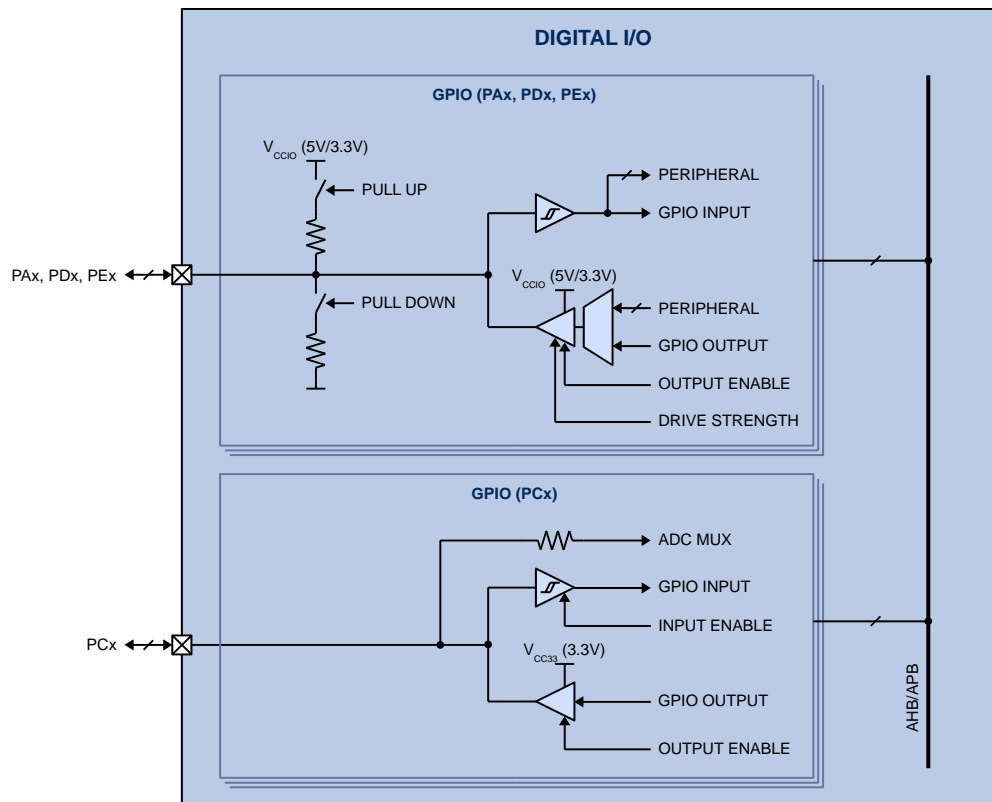 DIGITAL I/O
GPIO (PAx, PDx, PEx)
VCCIO (5V/3.3V)
PULL UP
PERIPHERAL
GPIO INPUT
PAx, PDx, PEx
VCCIO (5V/3.3V)
PULL DOWN
PERIPHERAL
GPIO OUTPUT
OUTPUT ENABLE
DRIVE STRENGTH
GPIO (PCx)
ADC MUX
GPIO INPUT
INPUT ENABLE
PCx
VCC33 (3.3V)
GPIO OUTPUT
OUTPUT ENABLE
AHB/APB